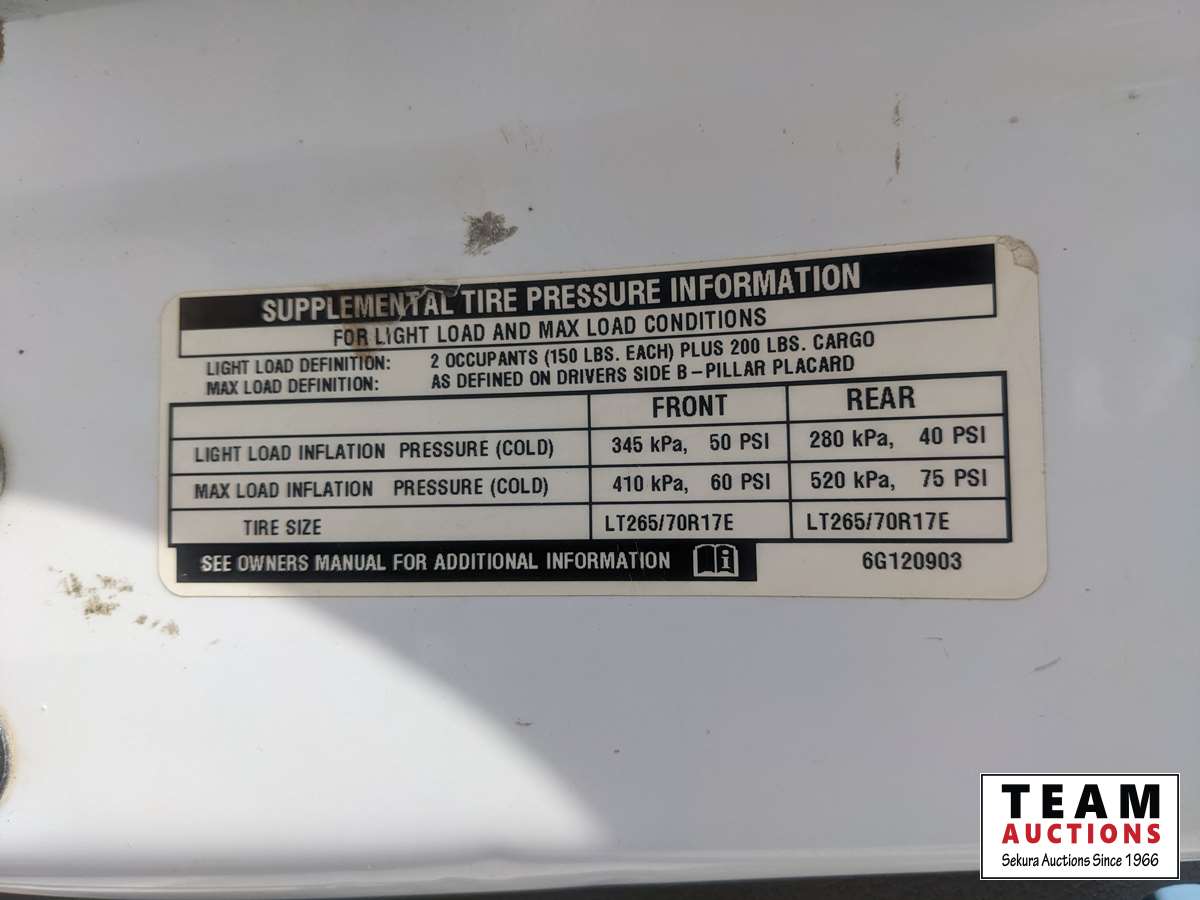 SUPPLEMENTAL TIRE PRESSURE INFORMATION
FOR LIGHT LOAD AND MAX LOAD CONDITIONS
LIGHT LOAD DEFINITION: 2 OCCUPANTS (150 LBS. EACH) PLUS 200 LBS. CARGO
MAX LOAD DEFINITION: AS DEFINED ON DRIVERS SIDE B-PILLAR PLACARD
FRONT REAR
LIGHT LOAD INFLATION PRESSURE (COLD) 345 kPa, 50 PSI 280 kPa, 40 PSI
MAX LOAD INFLATION PRESSURE (COLD) 410 kPa, 60 PSI 520 kPa, 75 PSI
TIRE SIZE LT265/70R17E LT265/70R17E
SEE OWNERS MANUAL FOR ADDITIONAL INFORMATION 6G120903
TEAM
AUCTIONS
Sekura Auctions Since 1966